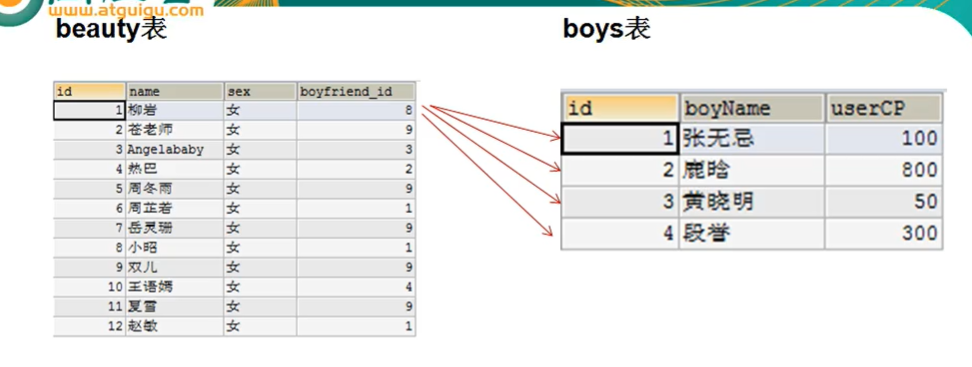 www.atguigu.com
beauty表
boys表
id name sex boyfriend_id
1 柳岩 女 8
2 苍老师 女 9
3 Angelababy 女 3
4 热巴 女 2
5 周冬雨 女 9
6 周芷若 女 1
7 岳灵珊 女 9
8 小昭 女 1
9 双儿 女 9
10 王语嫣 女 4
11 夏雪 女 9
12 赵敏 女 1
id boyName userCP
1 张无忌 100
2 鹿晗 800
3 黄晓明 50
4 段誉 300